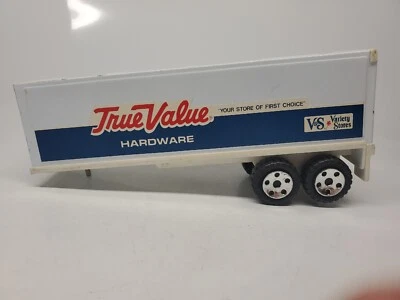 True Value®
"YOUR STORE OF FIRST CHOICE"
HARDWARE
V&S Variety
Stores